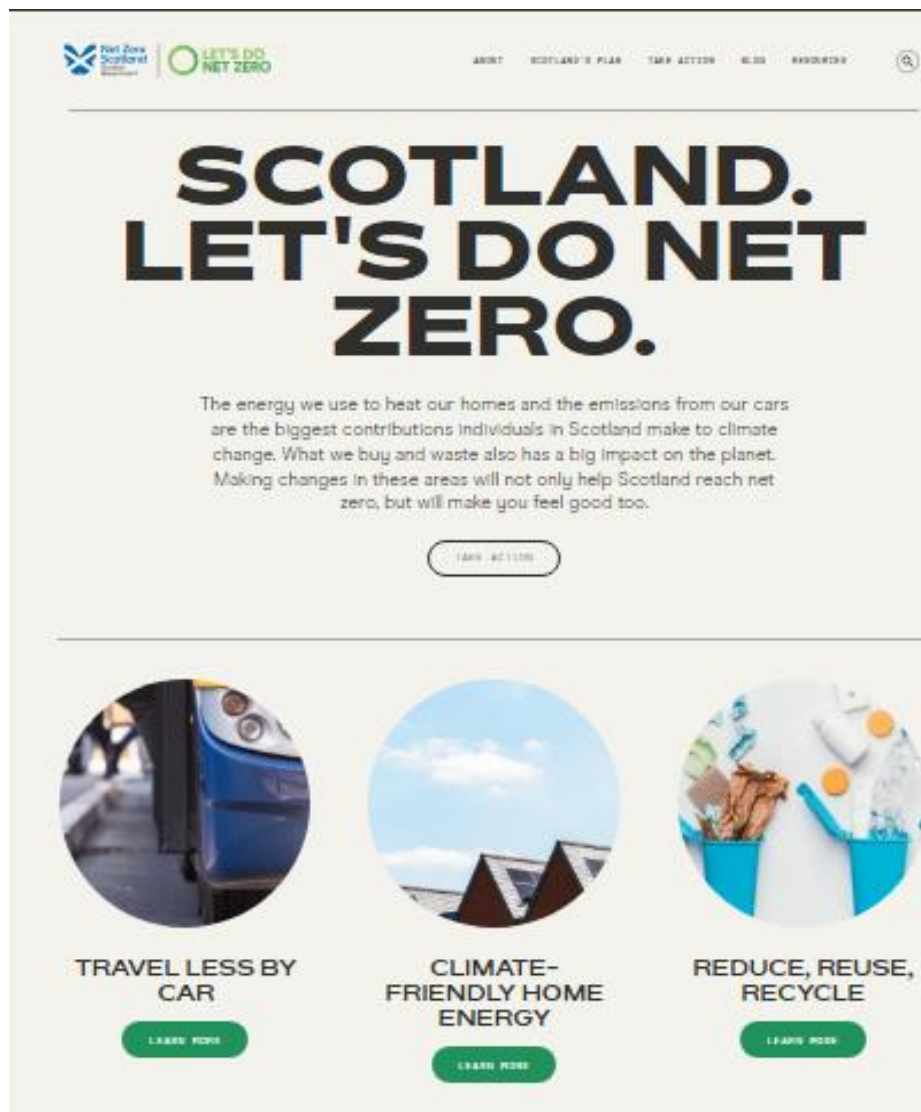 Net Zero
Scotland
LET'S DO
NET ZERO
ABOUT SCOTLAND'S PLAN TAKE ACTION BLOG RESOURCES
SCOTLAND.
LET'S DO NET
ZERO.
The energy we use to heat our homes and the emissions from our cars
are the biggest contributions individuals in Scotland make to climate
change. What we buy and waste also has a big impact on the planet.
Making changes in these areas will not only help Scotland reach net
zero, but will make you feel good too.
TAKE ACTION
TRAVEL LESS BY
CAR
LEARN MORE
CLIMATE-
FRIENDLY HOME
ENERGY
LEARN MORE
REDUCE, REUSE,
RECYCLE
LEARN MORE